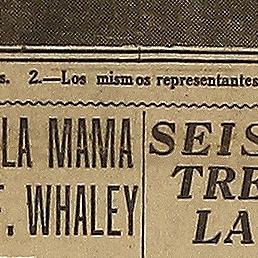 s. 2.—Los mismos representantes
LA MAMA
F. WHALEY
SEIS
TRE
LA